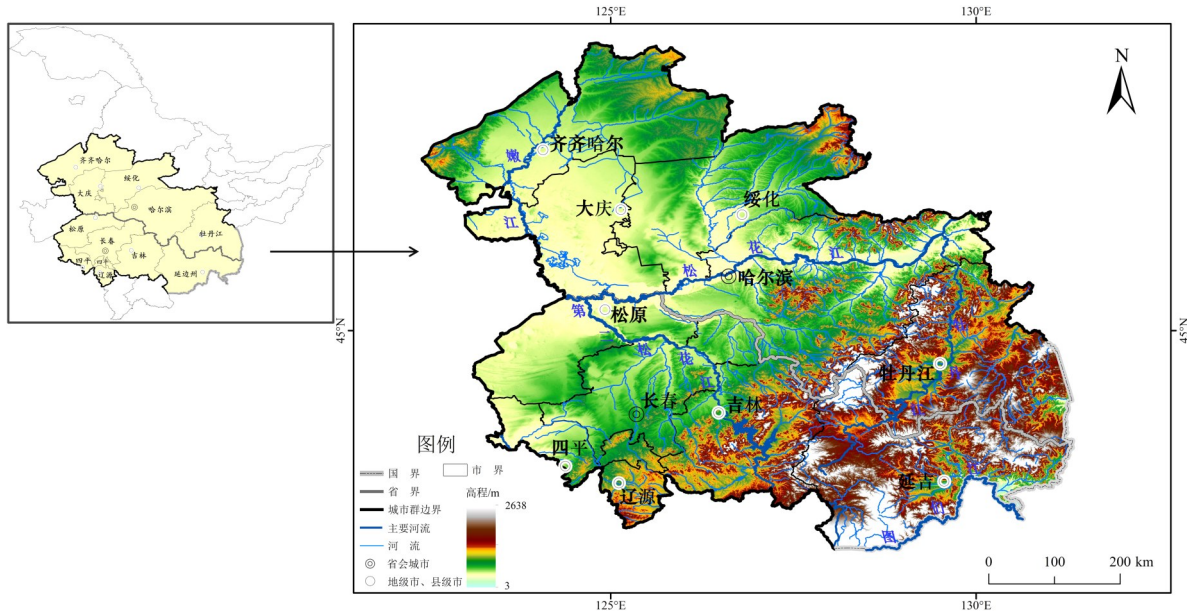 齐齐哈尔
绥化
大庆
哈尔滨
松原
牡丹江
长春
四平
四平
吉林
辽源
延边州
125°E
130°E
N
齐齐哈尔
嫩
江
大庆
绥化
松
花
江
哈尔滨
45°N
45°N
第
松原
松
花
江
牡丹江
长春
吉林
四平
辽源
延吉
图
们
江
图例
国 界
市 界
省 界
高程/m
城市群边界
2638
主要河流
河 流
省会城市
地级市、县级市
3
0 100 200 km
125°E
130°E